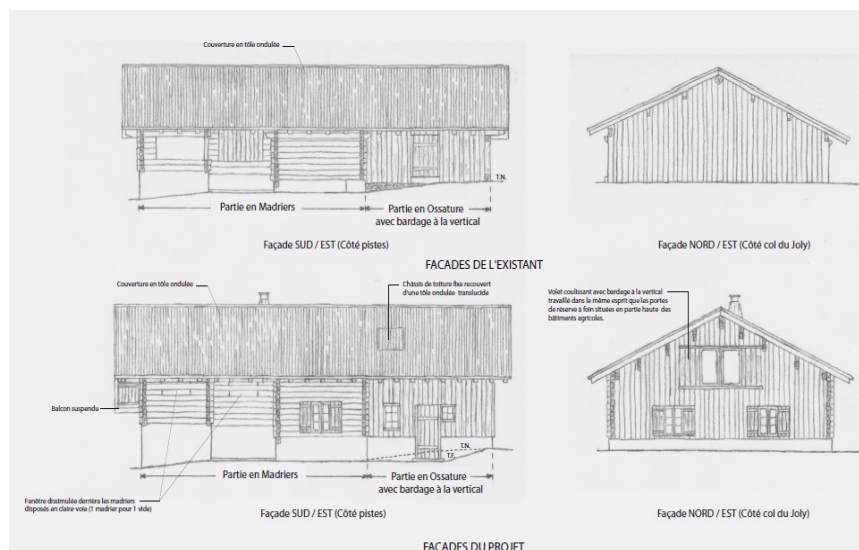 Couverture en tôle ondulée
T.N.
Partie en Madriers
Partie en Ossature
avec bardage à la vertical
Façade SUD / EST (Côté pistes)
Façade NORD / EST (Côté col du Joly)
FACADES DE L'EXISTANT
Couverture en tôle ondulée
Châssis de toiture fixe recouvert
d'une tôle ondulée translucide
Volet coulissant avec bardage à la vertical
travaillé dans le même esprit que les portes
de réserve à foin situées en partie haute des
bâtiments agricoles.
Balcon suspendu
T.N.
T.F.
Partie en Madriers
Partie en Ossature
avec bardage à la vertical
Fenêtre dissimulée derrière les madriers
disposés en claire-voie (1 madrier pour 1 vide)
Façade SUD / EST (Côté pistes)
Façade NORD / EST (Côté col du Joly)
FACADES DU PROJET